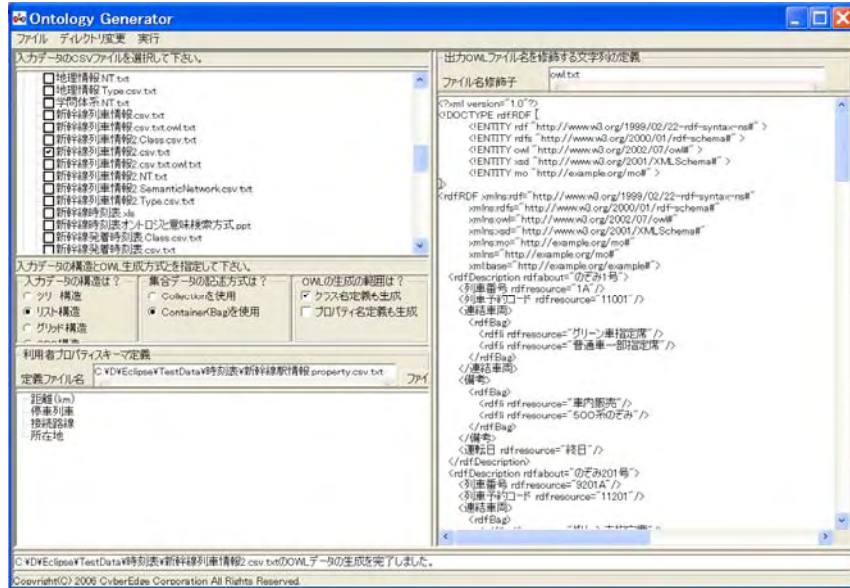 Ontology Generator
ファイル ディレクトリ変更 実行
入力データのCSVファイルを選択して下さい。
地理情報 NT.txt
地理情報 Type.csv.txt
学問体系 NT.txt
新幹線列車情報.csv.txt
新幹線列車情報.csv.txt.owl.txt
新幹線列車情報2 Class.csv.txt
新幹線列車情報2.csv.txt
新幹線列車情報2.csv.txt.owl.txt
新幹線列車情報2 NT.txt
新幹線列車情報2 SemanticNetwork.csv.txt
新幹線列車情報2 Type.csv.txt
新幹線時刻表.xls
新幹線時刻表オントロジと意味検索方式.ppt
新幹線発着時刻表 Class.csv.txt
新幹線発着時刻表.csv.txt
入力データの構造とOWL生成方式とを指定して下さい。
入力データの構造は?
ツリー構造
リスト構造
グリッド構造
集合データの記述方式は?
Collectionを使用
Container(Bag)を使用
OWLの生成の範囲は?
クラス名定義も生成
プロパティ名定義も生成
利用者プロパティスキーマ定義
定義ファイル名 C:¥D¥Eclipse¥TestData¥時刻表¥新幹線駅情報 property.csv.txt ファイ
距離(km)
停車列車
接続路線
所在地
出力OWLファイル名を修飾する文字列の定義
ファイル名修飾子 owl.txt
<?xml version="1.0"?>
<!DOCTYPE rdf:RDF [
<!ENTITY rdf "http://www.w3.org/1999/02/22-rdf-syntax-ns#" >
<!ENTITY rdfs "http://www.w3.org/2000/01/rdf-schema#" >
<!ENTITY owl "http://www.w3.org/2002/07/owl#" >
<!ENTITY xsd "http://www.w3.org/2001/XMLSchema#" >
<!ENTITY mo "http://example.org/mo#" >
]>
<rdf:RDF xmlns:rdf="http://www.w3.org/1999/02/22-rdf-syntax-ns#"
xmlns:rdfs="http://www.w3.org/2000/01/rdf-schema#"
xmlns:owl="http://www.w3.org/2002/07/owl#"
xmlns:xsd="http://www.w3.org/2001/XMLSchema#"
xmlns:mo="http://example.org/mo#"
xmlns="http://example.org/mo#"
xml:base="http://example.org/example#">
<rdf:Description rdf:about="のぞみ1号">
<列車番号 rdf:resource="1A"/>
<列車予約コード rdf:resource="11001"/>
<連結車両>
<rdf:Bag>
<rdf:li rdf:resource="グリーン車指定席"/>
<rdf:li rdf:resource="普通車一部指定席"/>
</rdf:Bag>
</連結車両>
<備考>
<rdf:Bag>
<rdf:li rdf:resource="車内販売"/>
<rdf:li rdf:resource="500系のぞみ"/>
</rdf:Bag>
</備考>
<運転日 rdf:resource="終日"/>
</rdf:Description>
<rdf:Description rdf:about="のぞみ201号">
<列車番号 rdf:resource="9201A"/>
<列車予約コード rdf:resource="11201"/>
<連結車両>
<rdf:Bag>
C:¥D¥Eclipse¥TestData¥時刻表¥新幹線列車情報2.csv.txtのOWLデータの生成を完了しました。
Copyright(C) 2006 CyberEdge Corporation All Rights Reserved.